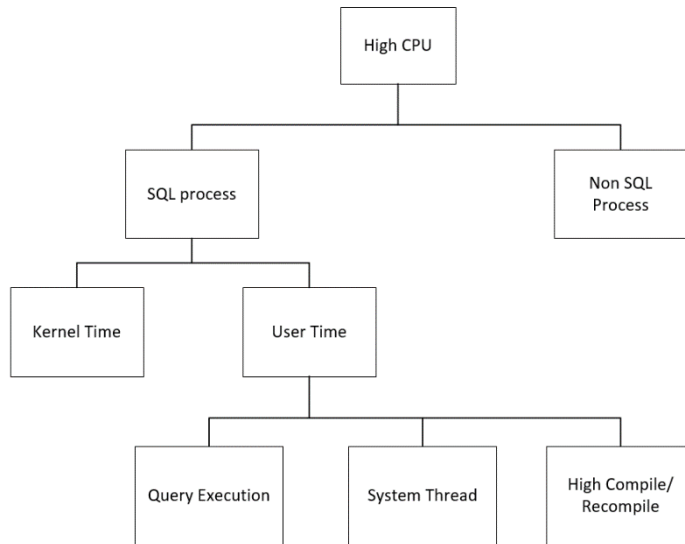 High CPU
SQL process
Non SQL
Process
Kernel Time
User Time
Query Execution
System Thread
High Compile/
Recompile